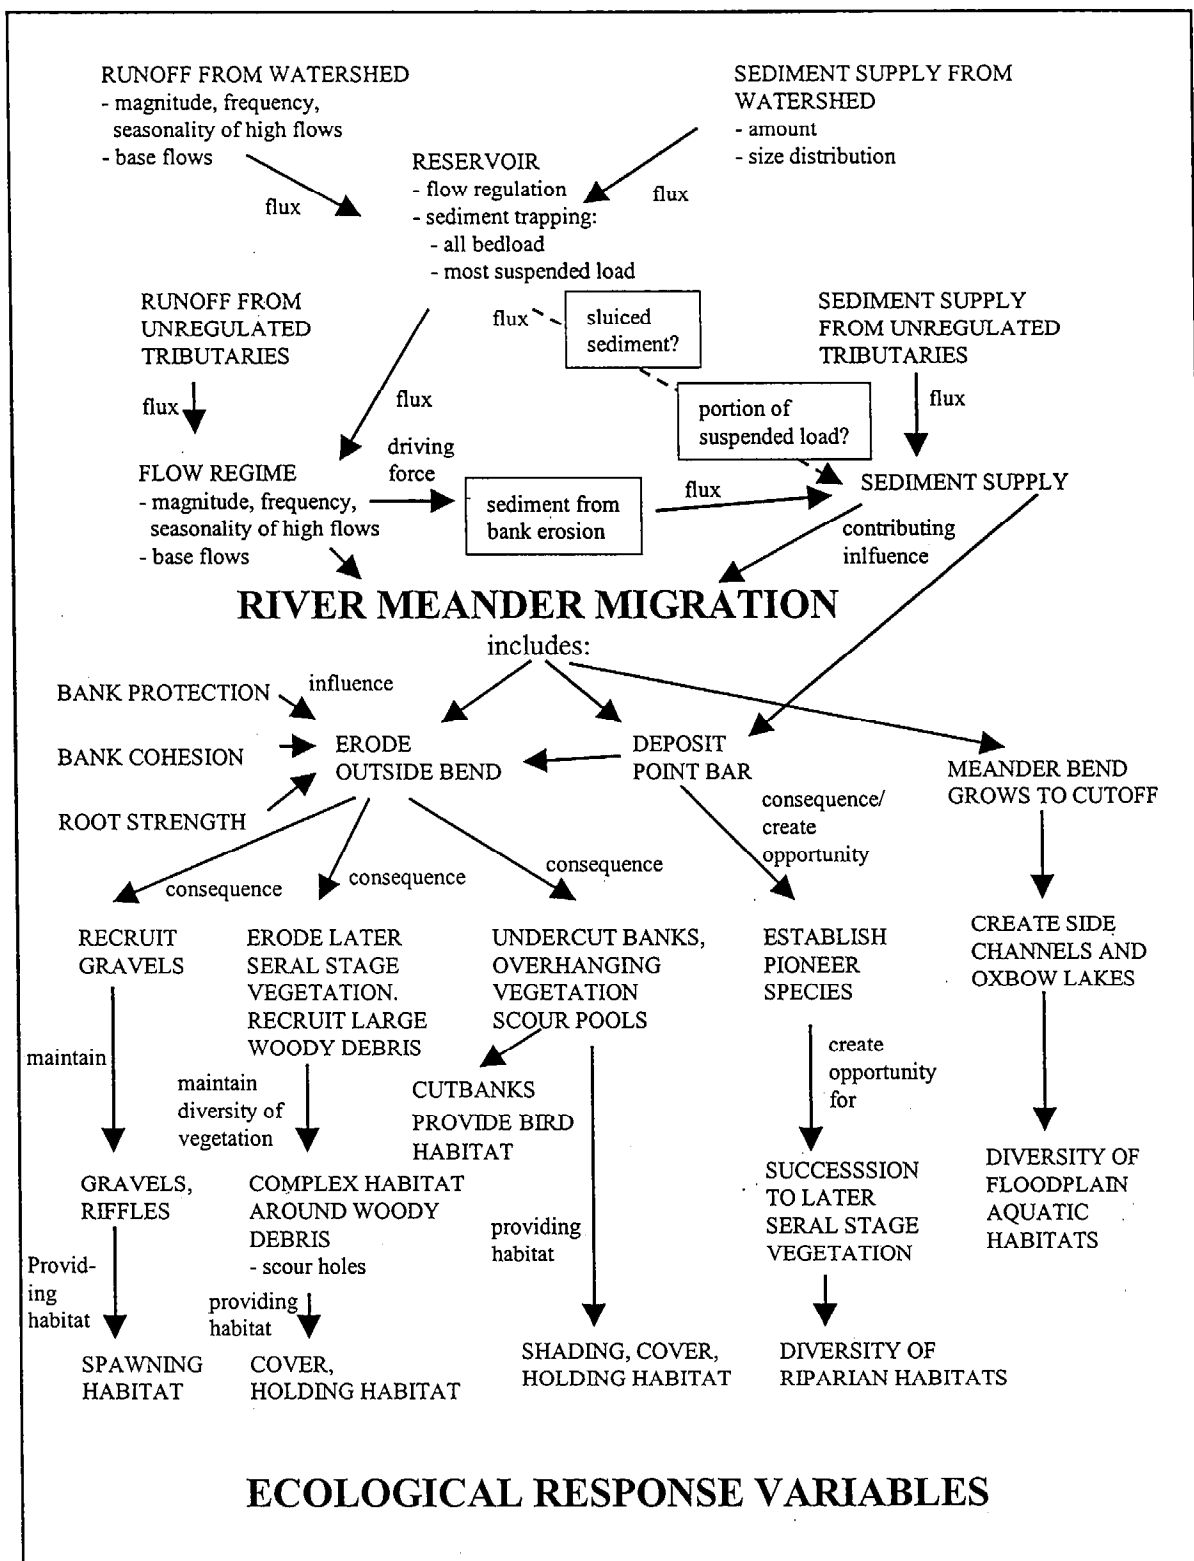 RUNOFF FROM WATERSHED
- magnitude, frequency,
seasonality of high flows
- base flows
SEDIMENT SUPPLY FROM
WATERSHED
- amount
- size distribution
RESERVOIR
- flow regulation
- sediment trapping:
- all bedload
- most suspended load
flux
flux
RUNOFF FROM
UNREGULATED
TRIBUTARIES
flux
sluiced
sediment?
SEDIMENT SUPPLY
FROM UNREGULATED
TRIBUTARIES
flux
flux
portion of
suspended load?
flux
driving
force
FLOW REGIME
- magnitude, frequency,
seasonality of high flows
- base flows
sediment from
bank erosion
flux
SEDIMENT SUPPLY
contributing
inlfuence
RIVER MEANDER MIGRATION
includes:
BANK PROTECTION
influence
BANK COHESION
ROOT STRENGTH
ERODE
OUTSIDE BEND
DEPOSIT
POINT BAR
MEANDER BEND
GROWS TO CUTOFF
consequence/
create
opportunity
consequence
consequence
consequence
RECRUIT
GRAVELS
ERODE LATER
SERAL STAGE
VEGETATION.
RECRUIT LARGE
WOODY DEBRIS
UNDERCUT BANKS,
OVERHANGING
VEGETATION
SCOUR POOLS
ESTABLISH
PIONEER
SPECIES
CREATE SIDE
CHANNELS AND
OXBOW LAKES
maintain
maintain
diversity of
vegetation
CUTBANKS
PROVIDE BIRD
HABITAT
create
opportunity
for
GRAVELS,
RIFFLES
COMPLEX HABITAT
AROUND WOODY
DEBRIS
- scour holes
providing
habitat
SUCCESSSION
TO LATER
SERAL STAGE
VEGETATION
DIVERSITY OF
FLOODPLAIN
AQUATIC
HABITATS
Provid-
ing
habitat
providing
habitat
SPAWNING
HABITAT
COVER,
HOLDING HABITAT
SHADING, COVER,
HOLDING HABITAT
DIVERSITY OF
RIPARIAN HABITATS
ECOLOGICAL RESPONSE VARIABLES